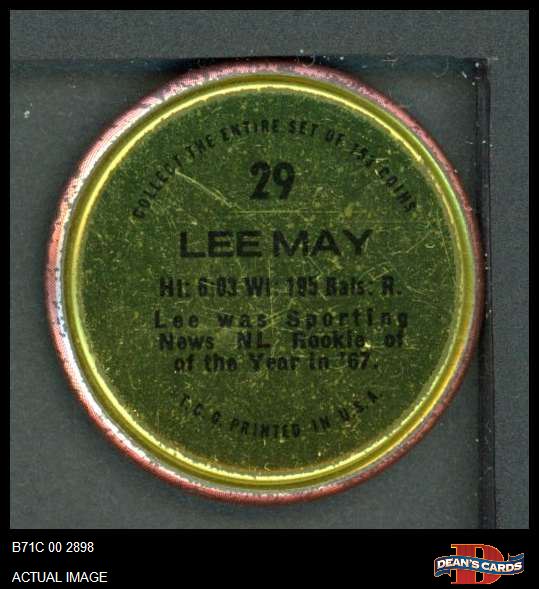 COLLECT THE ENTIRE SET OF 153 COINS
29
LEE MAY
Ht: 6:03 Wt: 195 Bats: R.
Lee was Sporting
News NL Rookie of
of the Year in '67.
T.C.G. PRINTED IN U.S.A.
B71C 00 2898
ACTUAL IMAGE
B
DEAN'S CARDS